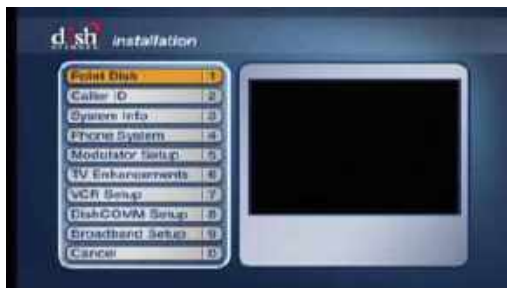 dish
NETWORK
installation
Point Dish 1
Caller ID 2
System Info 3
Phone System 4
Modulator Setup 5
TV Enhancements 6
VCR Setup 7
DishCOMM Setup 8
Broadband Setup 9
Cancel 0